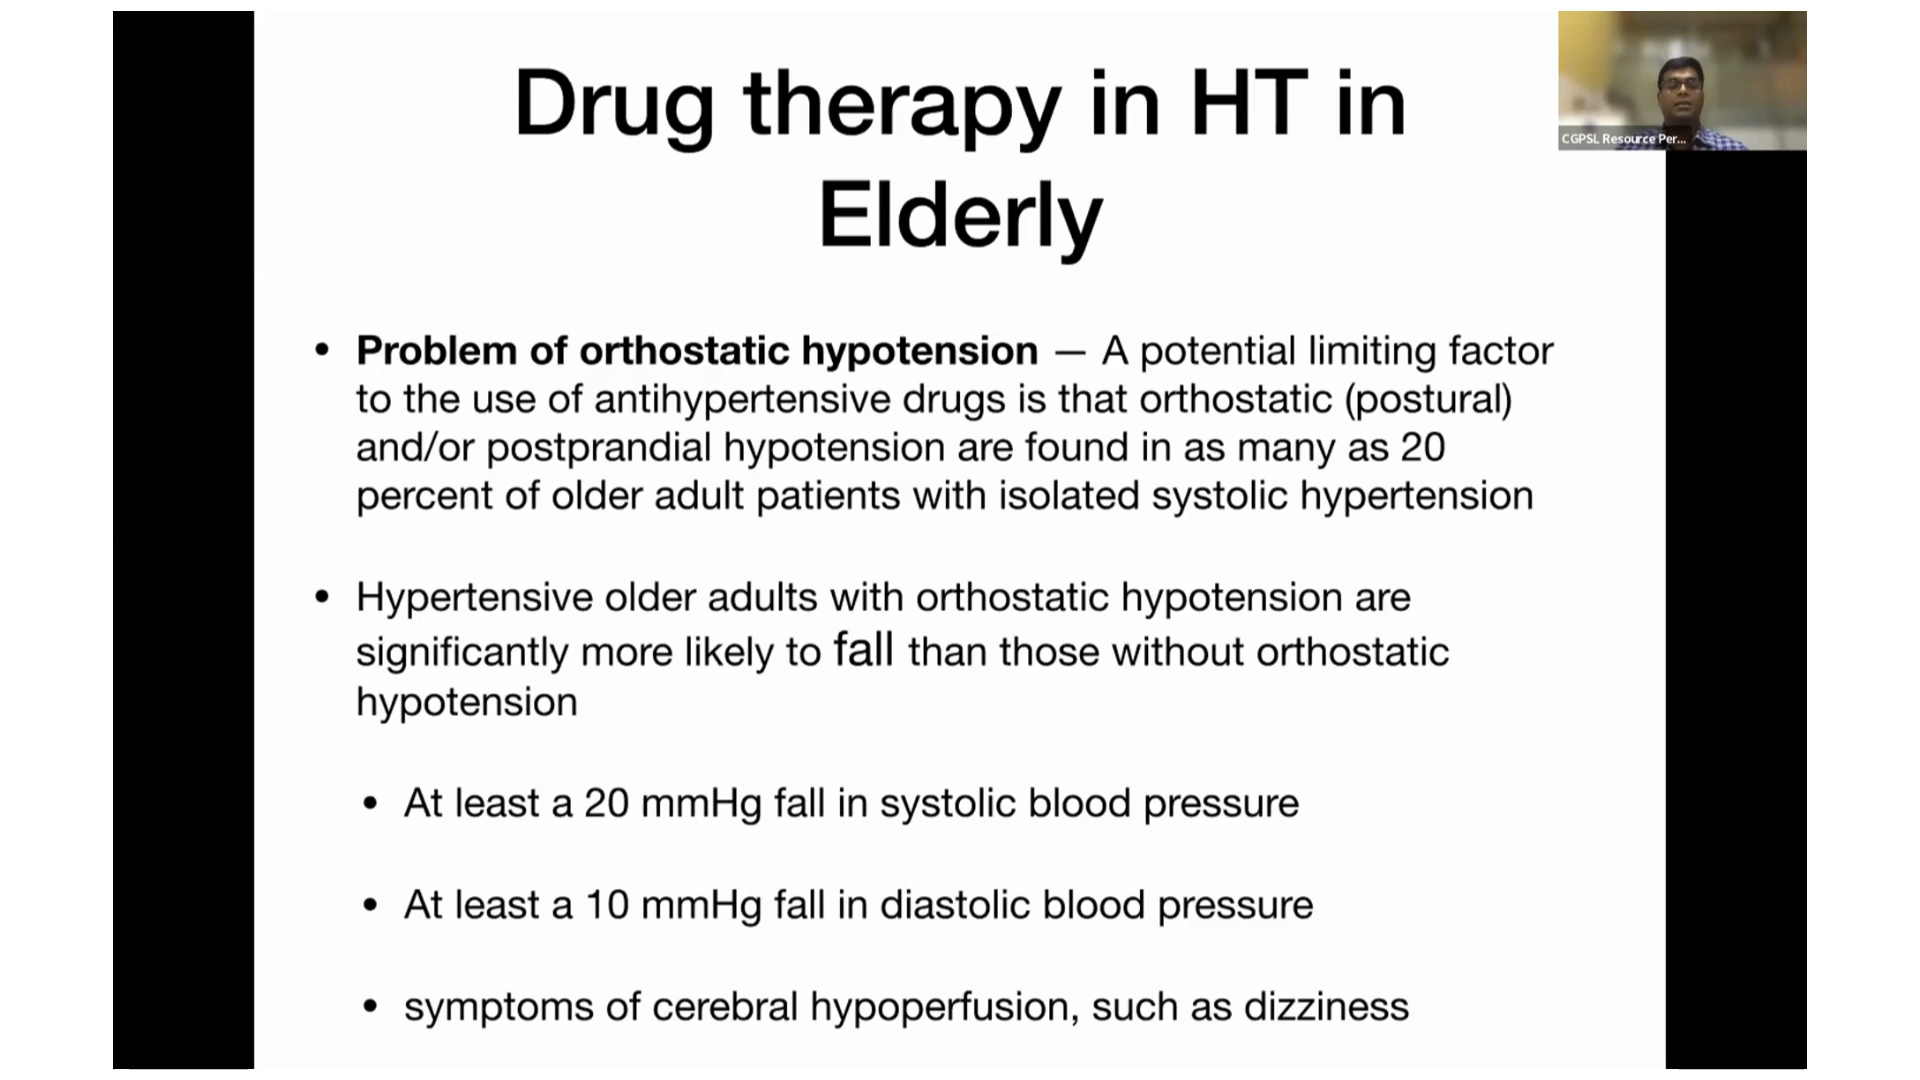 Drug therapy in HT in
Elderly
CGPSL Resource Per...
• Problem of orthostatic hypotension — A potential limiting factor
to the use of antihypertensive drugs is that orthostatic (postural)
and/or postprandial hypotension are found in as many as 20
percent of older adult patients with isolated systolic hypertension
• Hypertensive older adults with orthostatic hypotension are
significantly more likely to fall than those without orthostatic
hypotension
• At least a 20 mmHg fall in systolic blood pressure
• At least a 10 mmHg fall in diastolic blood pressure
• symptoms of cerebral hypoperfusion, such as dizziness